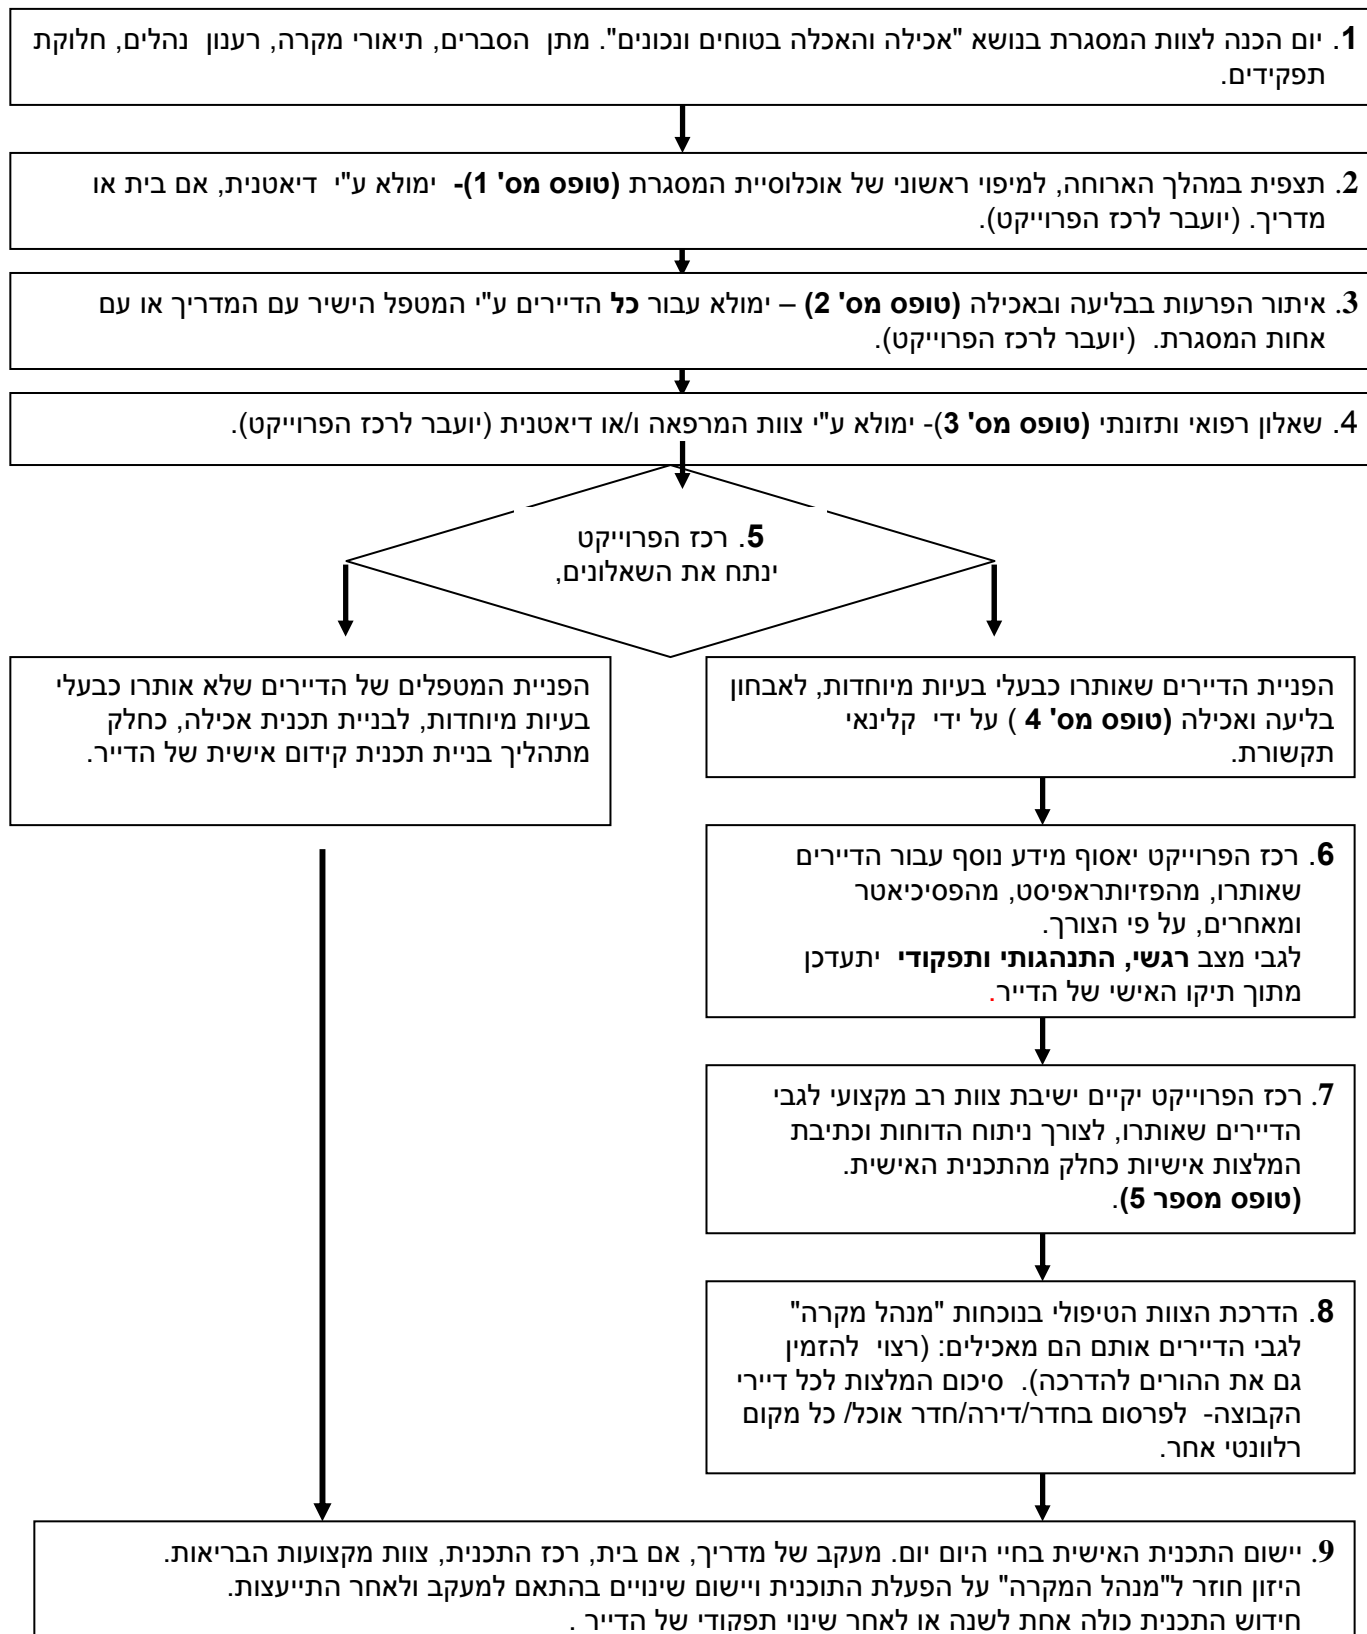 1. יום הכנה לצוות המסגרת בנושא "אכילה והאכלה בטוחים ונכונים". מתן הסברים, תיאורי מקרה, רענון נהלים, חלוקת
תפקידים.
2. תצפית במהלך הארוחה, למיפוי ראשוני של אוכלוסיית המסגרת (טופס מס' 1)- ימולא ע"י דיאטנית, אם בית או
מדריך. (יועבר לרכז הפרוייקט).
3. איתור הפרעות בבליעה ובאכילה (טופס מס' 2) – ימולא עבור כל הדיירים ע"י המטפל הישיר עם המדריך או עם
אחות המסגרת. (יועבר לרכז הפרוייקט).
4. שאלון רפואי ותזונתי (טופס מס' 3)- ימולא ע"י צוות המרפאה ו/או דיאטנית (יועבר לרכז הפרוייקט).
5. רכז הפרוייקט
ינתח את השאלונים,
הפניית הדיירים שאותרו כבעלי בעיות מיוחדות, לאבחון
בליעה ואכילה (טופס מס' 4 ) על ידי קלינאי
תקשורת.
הפניית המטפלים של הדיירים שלא אותרו כבעלי
בעיות מיוחדות, לבניית תכנית אכילה, כחלק
מתהליך בניית תכנית קידום אישית של הדייר.
6. רכז הפרוייקט יאסוף מידע נוסף עבור הדיירים
שאותרו, מהפזיותראפיסט, מהפסיכיאטר
ומאחרים, על פי הצורך.
לגבי מצב רגשי, התנהגותי ותפקודי יתעדכן
מתוך תיקו האישי של הדייר.
7. רכז הפרוייקט יקיים ישיבת צוות רב מקצועי לגבי
הדיירים שאותרו, לצורך ניתוח הדוחות וכתיבת
המלצות אישיות כחלק מהתכנית האישית.
(טופס מספר 5).
8. הדרכת הצוות הטיפולי בנוכחות "מנהל מקרה"
לגבי הדיירים אותם הם מאכילים: (רצוי להזמין
גם את ההורים להדרכה). סיכום המלצות לכל דיירי
הקבוצה- לפרסום בחדר/דירה/חדר אוכל/ כל מקום
רלוונטי אחר.
9. יישום התכנית האישית בחיי היום יום. מעקב של מדריך, אם בית, רכז התכנית, צוות מקצועות הבריאות.
היזון חוזר ל"מנהל המקרה" על הפעלת התוכנית ויישום שינויים בהתאם למעקב ולאחר התייעצות.
חידוש התכנית כולה אחת לשנה או לאחר שינוי תפקודי של הדייר .